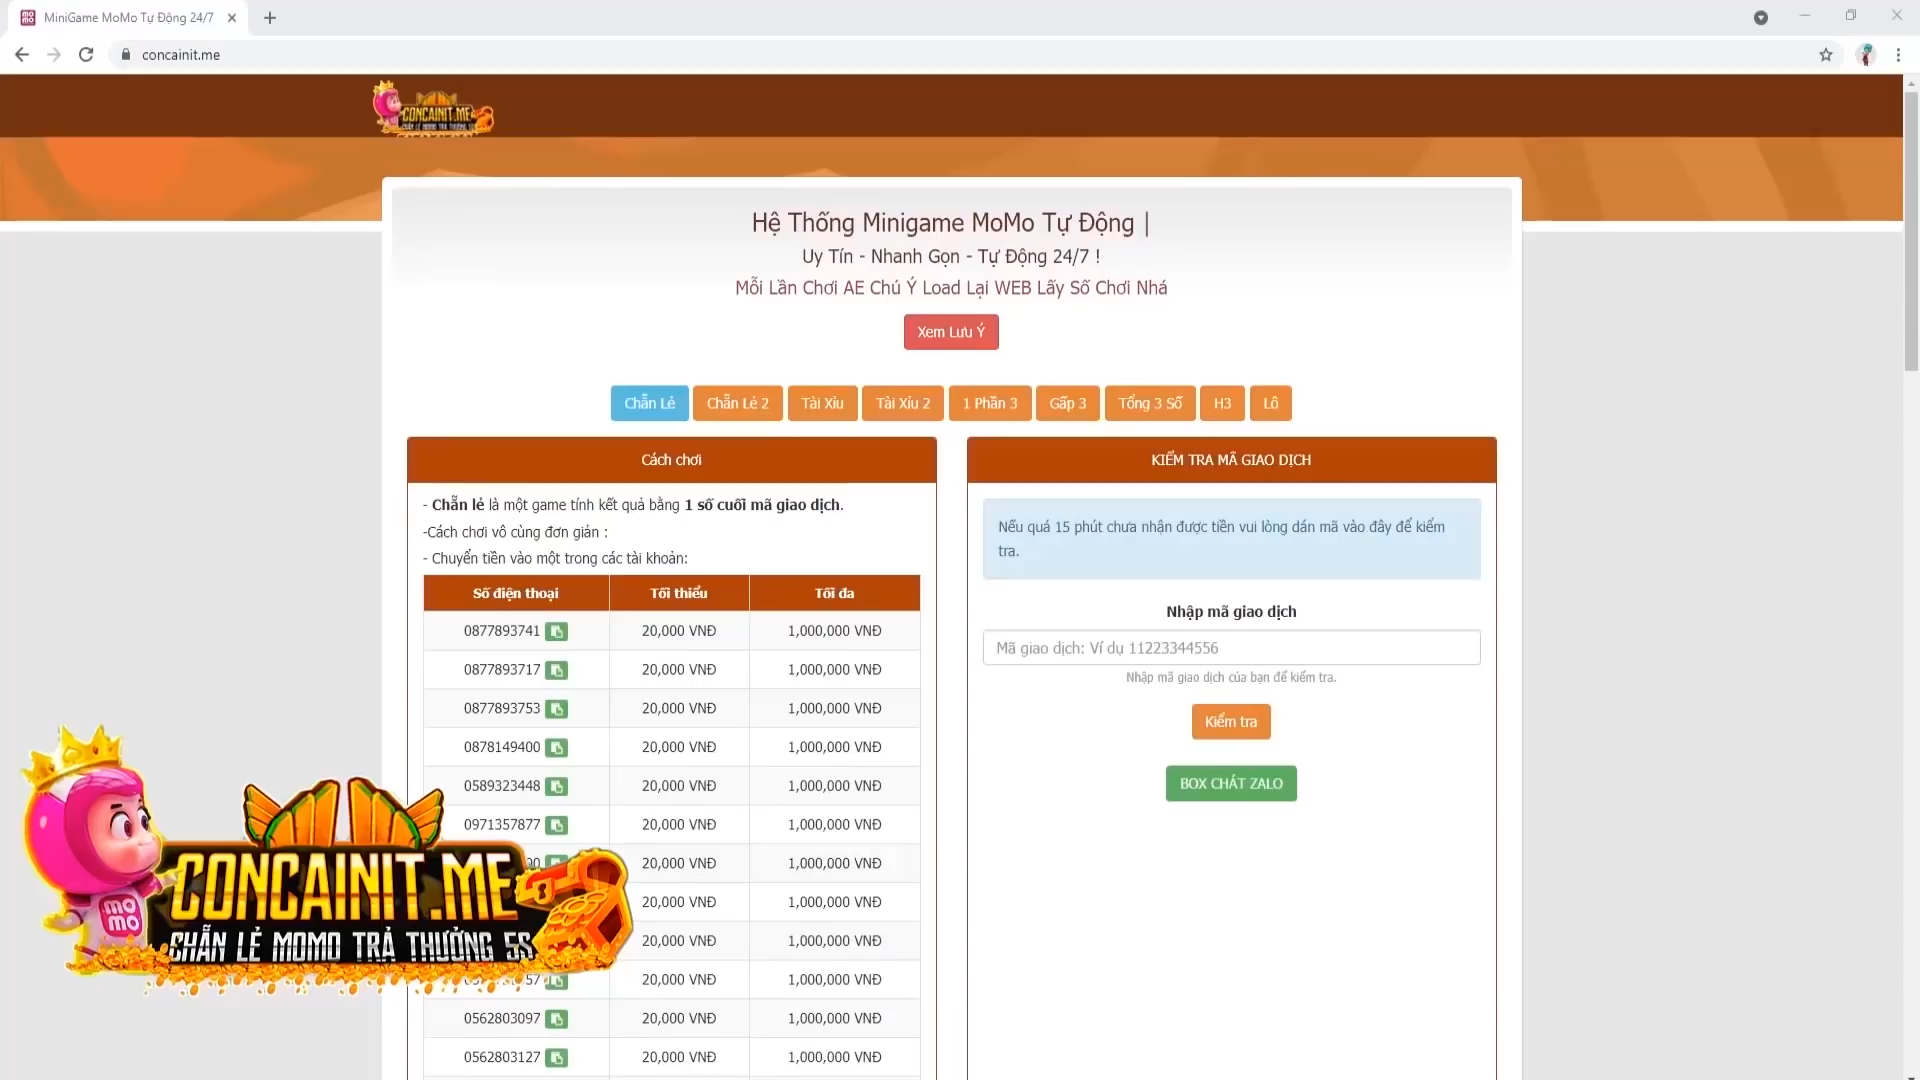 MiniGame MoMo Tự Động 24/7
concainit.me
CONCAINIT.ME
CHẴN LẺ MOMO TRẢ THƯỞNG 5S
Hệ Thống Minigame MoMo Tự Động |
Uy Tín - Nhanh Gọn - Tự Động 24/7 !
Mỗi Lần Chơi AE Chú Ý Load Lại WEB Lấy Số Chơi Nhá
Xem Lưu Ý
Chẵn Lẻ
Chẵn Lẻ 2
Tài Xỉu
Tài Xỉu 2
1 Phần 3
Gấp 3
Tổng 3 Số
H3
Lô
Cách chơi
- Chẵn lẻ là một game tính kết quả bằng 1 số cuối mã giao dịch.
-Cách chơi vô cùng đơn giản :
- Chuyển tiền vào một trong các tài khoản:
Số điện thoại Tối thiểu Tối đa
0877893741 20,000 VNĐ 1,000,000 VNĐ
0877893717 20,000 VNĐ 1,000,000 VNĐ
0877893753 20,000 VNĐ 1,000,000 VNĐ
0878149400 20,000 VNĐ 1,000,000 VNĐ
0589323448 20,000 VNĐ 1,000,000 VNĐ
0971357877 20,000 VNĐ 1,000,000 VNĐ
20,000 VNĐ 1,000,000 VNĐ
20,000 VNĐ 1,000,000 VNĐ
20,000 VNĐ 1,000,000 VNĐ
20,000 VNĐ 1,000,000 VNĐ
0562803097 20,000 VNĐ 1,000,000 VNĐ
0562803127 20,000 VNĐ 1,000,000 VNĐ
KIỂM TRA MÃ GIAO DỊCH
Nếu quá 15 phút chưa nhận được tiền vui lòng dán mã vào đây để kiểm
tra.
Nhập mã giao dịch
Mã giao dịch: Ví dụ 11223344556
Nhập mã giao dịch của bạn để kiểm tra.
Kiểm tra
BOX CHÁT ZALO
mo
mo
CONCAINIT.ME
CHẴN LẺ MOMO TRẢ THƯỞNG 5S